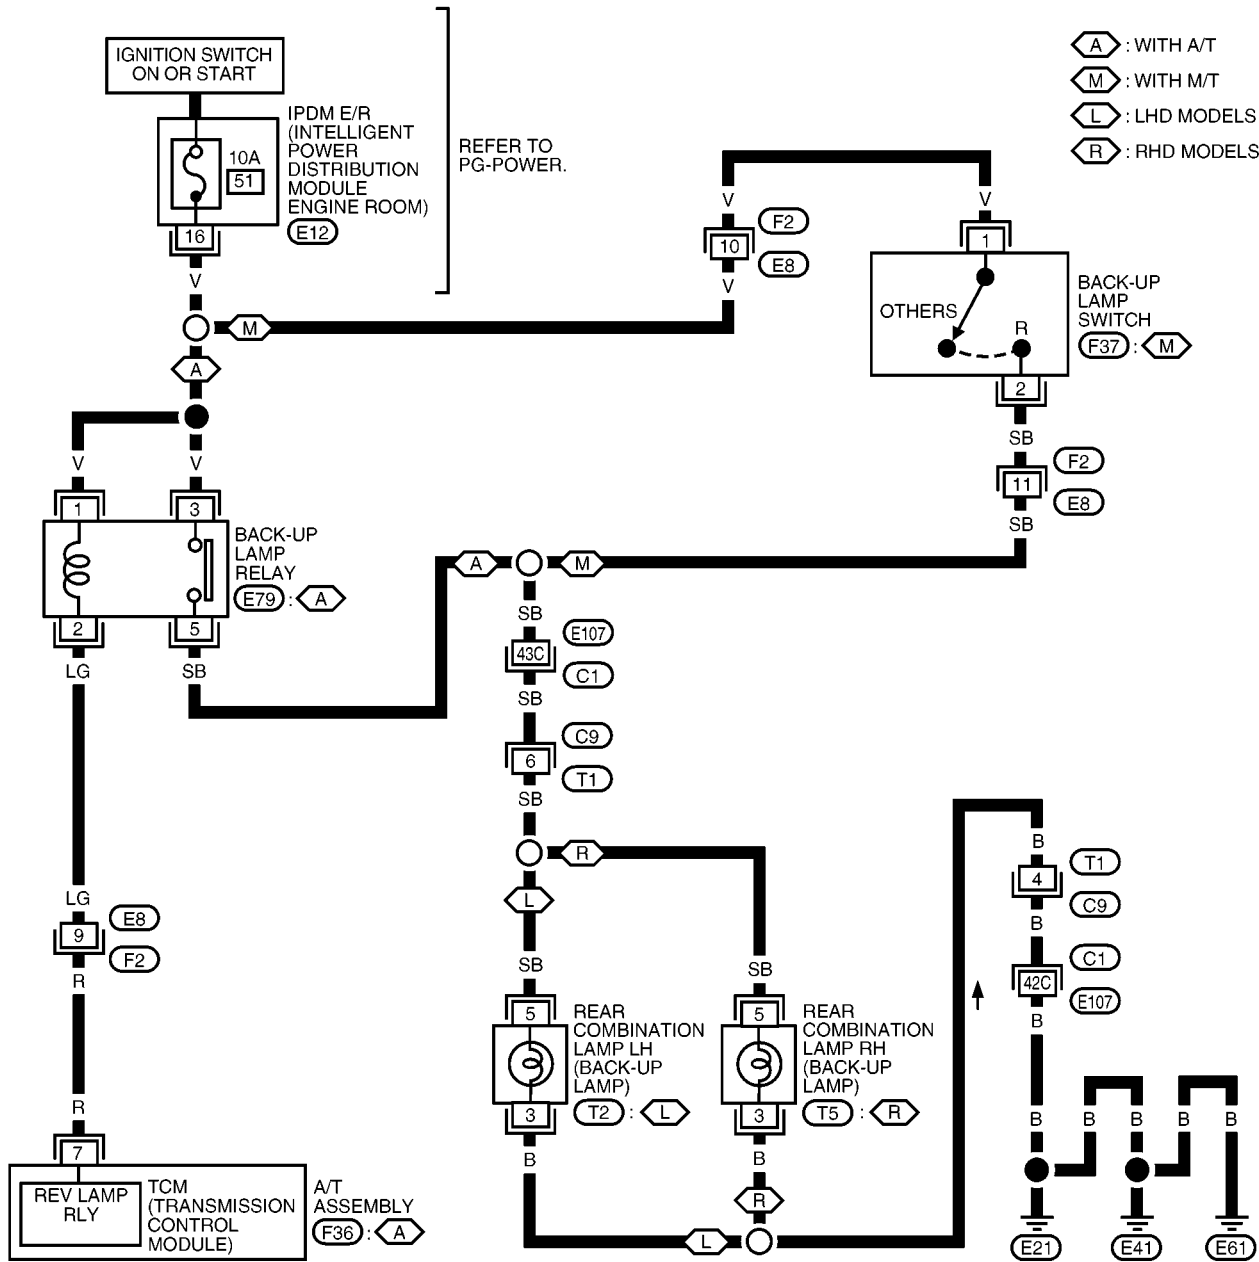 IGNITION SWITCH
ON OR START
IPDM E/R
(INTELLIGENT
POWER
DISTRIBUTION
MODULE
ENGINE ROOM)
E12
10A
51
16
REFER TO
PG-POWER.
A : WITH A/T
M : WITH M/T
L : LHD MODELS
R : RHD MODELS
V
M
A
V
V
10
V
F2
E8
V
1
OTHERS
R
2
BACK-UP
LAMP
SWITCH
F37 : M
SB
11
SB
F2
E8
1
3
BACK-UP
LAMP
RELAY
E79 : A
2
5
LG
SB
A
M
SB
43C
E107
C1
SB
6
C9
T1
SB
R
L
SB
SB
LG
9
E8
F2
R
R
7
REV LAMP
RLY
TCM
(TRANSMISSION
CONTROL
MODULE)
A/T
ASSEMBLY
F36 : A
5
REAR
COMBINATION
LAMP LH
(BACK-UP
LAMP)
T2 : L
3
B
5
REAR
COMBINATION
LAMP RH
(BACK-UP
LAMP)
T5 : R
3
B
R
L
B
4
T1
C9
B
42C
C1
E107
B
B
B
B
B
B
E21
E41
E61